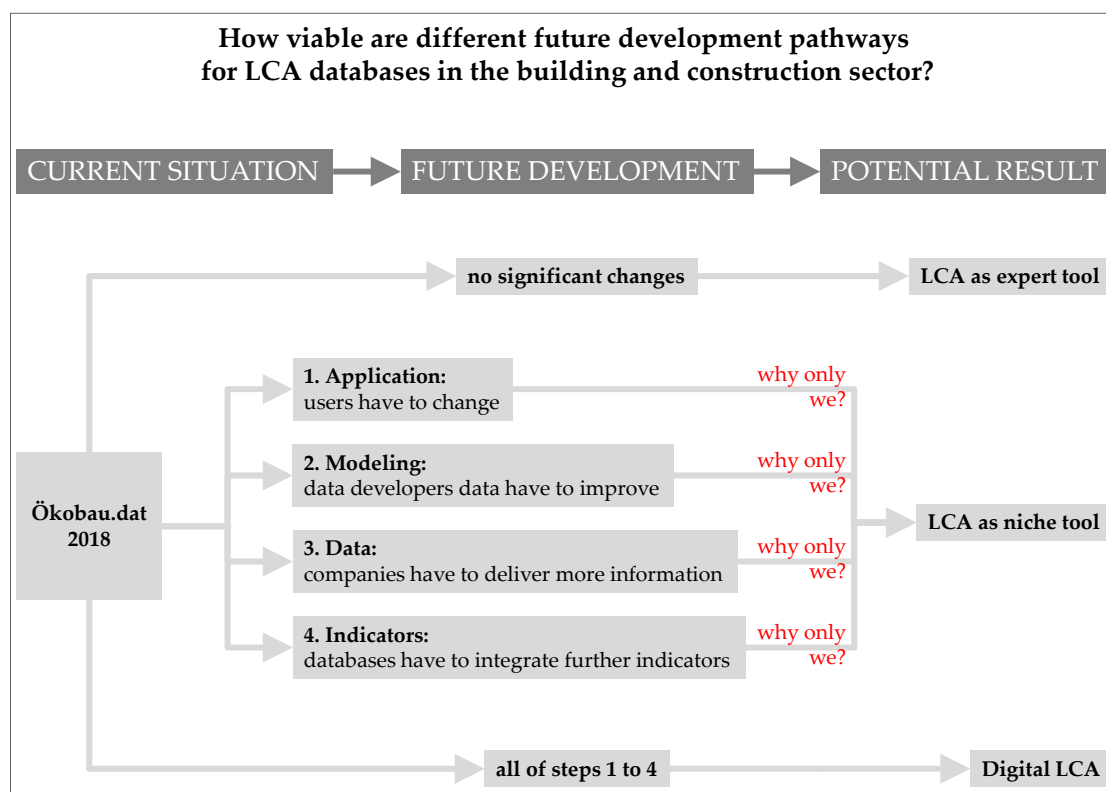 How viable are different future development pathways
for LCA databases in the building and construction sector?
CURRENT SITUATION
FUTURE DEVELOPMENT
POTENTIAL RESULT
no significant changes
LCA as expert tool
1. Application:
users have to change
why only
we?
2. Modeling:
data developers data have to improve
why only
we?
Ökobau.dat
2018
LCA as niche tool
3. Data:
companies have to deliver more information
why only
we?
4. Indicators:
databases have to integrate further indicators
why only
we?
all of steps 1 to 4
Digital LCA